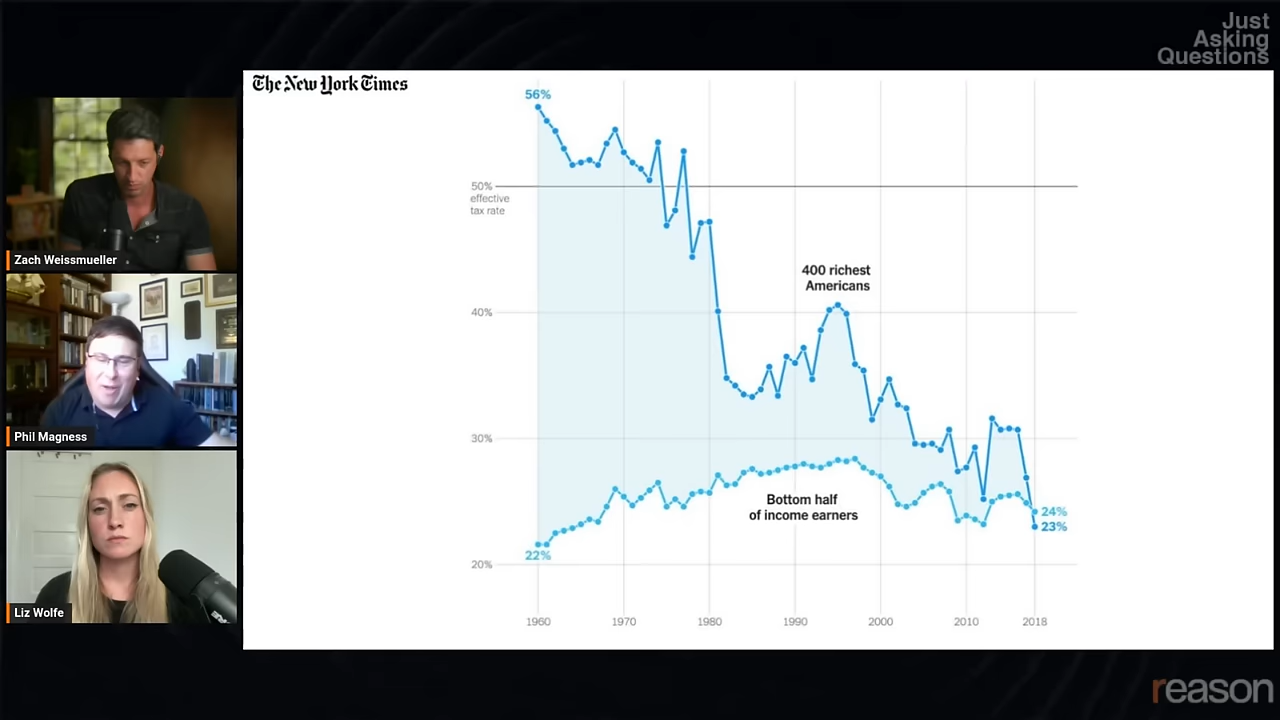 Just
Asking
Questions
The New York Times
56%
50%
effective
tax rate
400 richest
Americans
40%
30%
Bottom half
of income earners
24%
23%
22%
20%
1960 1970 1980 1990 2000 2010 2018
Zach Weissmueller
Phil Magness
Liz Wolfe
reason